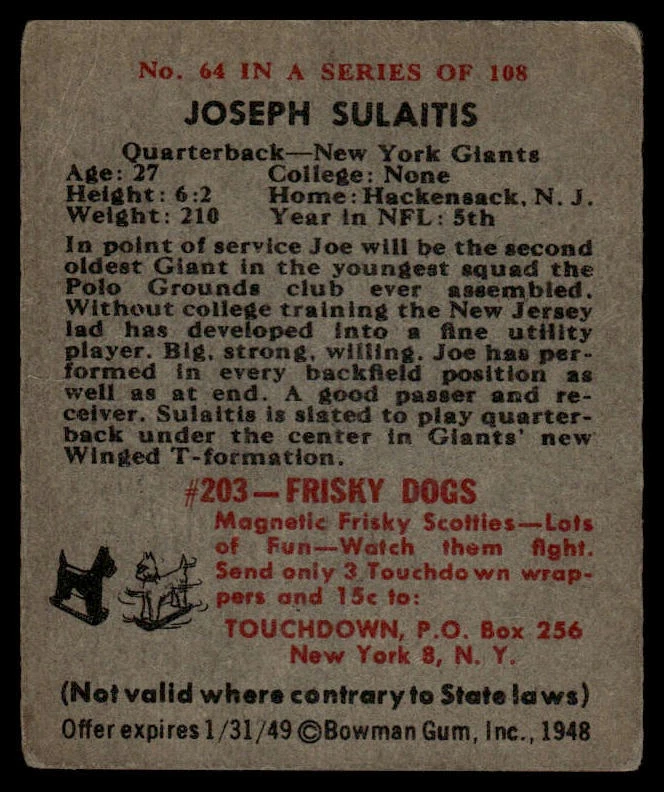 No. 64 IN A SERIES OF 108
JOSEPH SULAITIS
Quarterback—New York Giants
Age: 27 College: None
Height: 6:2 Home: Hackensack, N. J.
Weight: 210 Year in NFL: 5th
In point of service Joe will be the second
oldest Giant in the youngest squad the
Polo Grounds club ever assembled.
Without college training the New Jersey
lad has developed into a fine utility
player. Big, strong, willing. Joe has per-
formed in every backfield position as
well as at end. A good passer and re-
ceiver. Sulaitis is slated to play quarter-
back under the center in Giants' new
Winged T-formation.
#203—FRISKY DOGS
Magnetic Frisky Scotties—Lots
of Fun—Watch them fight.
Send only 3 Touchdown wrap-
pers and 15c to:
TOUCHDOWN, P.O. Box 256
New York 8, N. Y.
(Not valid where contrary to State laws)
Offer expires 1/31/49 ©Bowman Gum, Inc., 1948